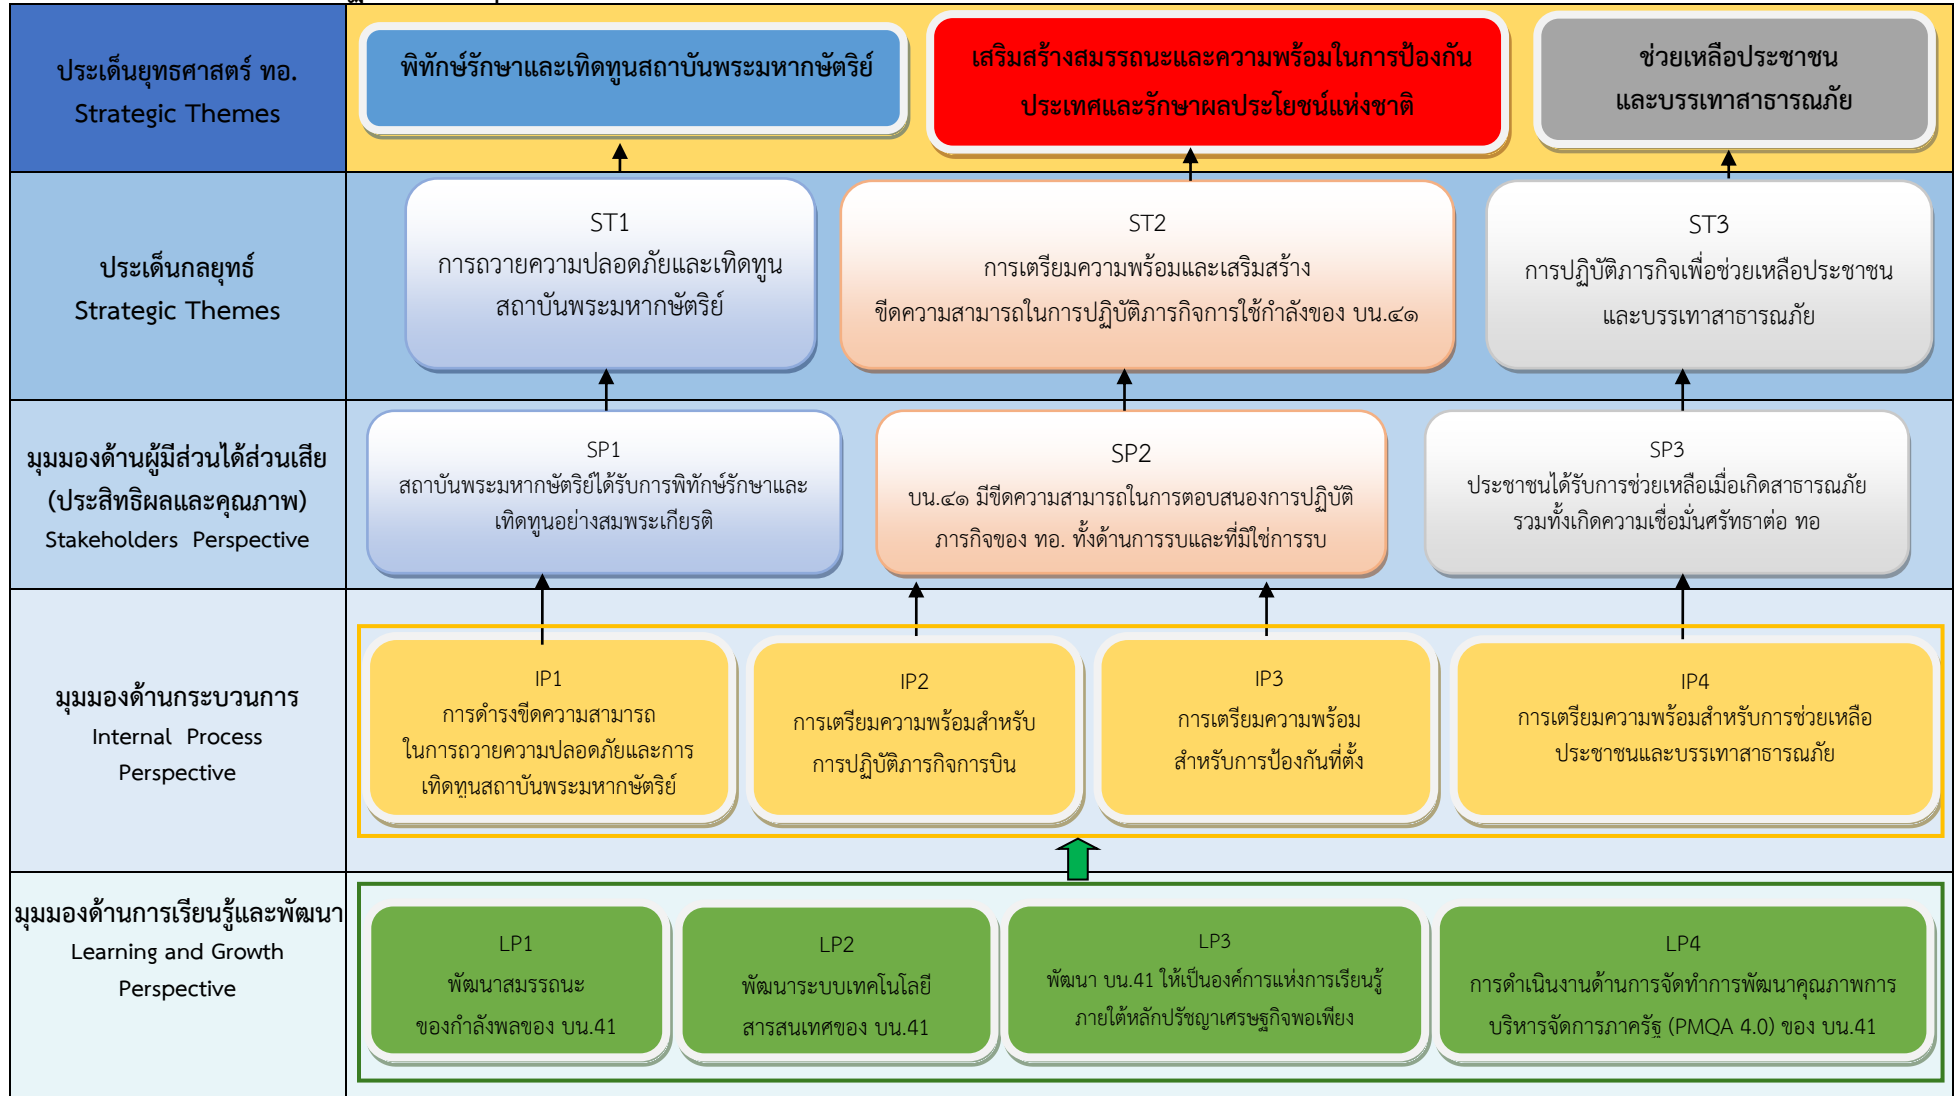 ประเด็นยุทธศาสตร์ ทอ.
Strategic Themes
พิทักษ์รักษาและเทิดทูนสถาบันพระมหากษัตริย์
เสริมสร้างสมรรถนะและความพร้อมในการป้องกัน
ประเทศและรักษาผลประโยชน์แห่งชาติ
ช่วยเหลือประชาชน
และบรรเทาสาธารณภัย
ประเด็นกลยุทธ์
Strategic Themes
ST1
การถวายความปลอดภัยและเทิดทูน
สถาบันพระมหากษัตริย์
ST2
การเตรียมความพร้อมและเสริมสร้าง
ขีดความสามารถในการปฏิบัติภารกิจการใช้กำลังของ บน.๔๑
ST3
การปฏิบัติภารกิจเพื่อช่วยเหลือประชาชน
และบรรเทาสาธารณภัย
มุมมองด้านผู้มีส่วนได้ส่วนเสีย
(ประสิทธิผลและคุณภาพ)
Stakeholders Perspective
SP1
สถาบันพระมหากษัตริย์ได้รับการพิทักษ์รักษาและ
เทิดทูนอย่างสมพระเกียรติ
SP2
บน.๔๑ มีขีดความสามารถในการตอบสนองการปฏิบัติ
ภารกิจของ ทอ. ทั้งด้านการรบและที่มิใช่การรบ
SP3
ประชาชนได้รับการช่วยเหลือเมื่อเกิดสาธารณภัย
รวมทั้งเกิดความเชื่อมั่นศรัทธาต่อ ทอ
มุมมองด้านกระบวนการ
Internal Process
Perspective
IP1
การดำรงขีดความสามารถ
ในการถวายความปลอดภัยและการ
เทิดทูนสถาบันพระมหากษัตริย์
IP2
การเตรียมความพร้อมสำหรับ
การปฏิบัติภารกิจการบิน
IP3
การเตรียมความพร้อม
สำหรับการป้องกันที่ตั้ง
IP4
การเตรียมความพร้อมสำหรับการช่วยเหลือ
ประชาชนและบรรเทาสาธารณภัย
มุมมองด้านการเรียนรู้และพัฒนา
Learning and Growth
Perspective
LP1
พัฒนาสมรรถนะ
ของกำลังพลของ บน.41
LP2
พัฒนาระบบเทคโนโลยี
สารสนเทศของ บน.41
LP3
พัฒนา บน.41 ให้เป็นองค์การแห่งการเรียนรู้
ภายใต้หลักปรัชญาเศรษฐกิจพอเพียง
LP4
การดำเนินงานด้านการจัดทำการพัฒนาคุณภาพการ
บริหารจัดการภาครัฐ (PMQA 4.0) ของ บน.41